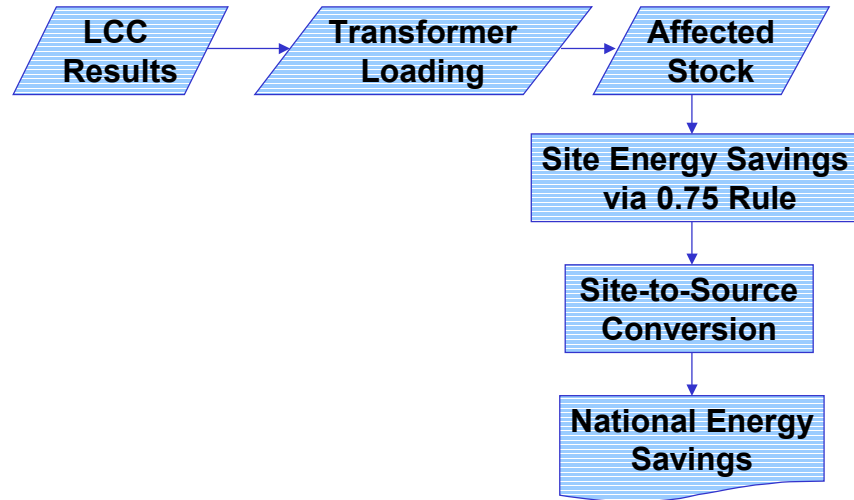 LCC
Results
Transformer
Loading
Affected
Stock
Site Energy Savings
via 0.75 Rule
Site-to-Source
Conversion
National Energy
Savings